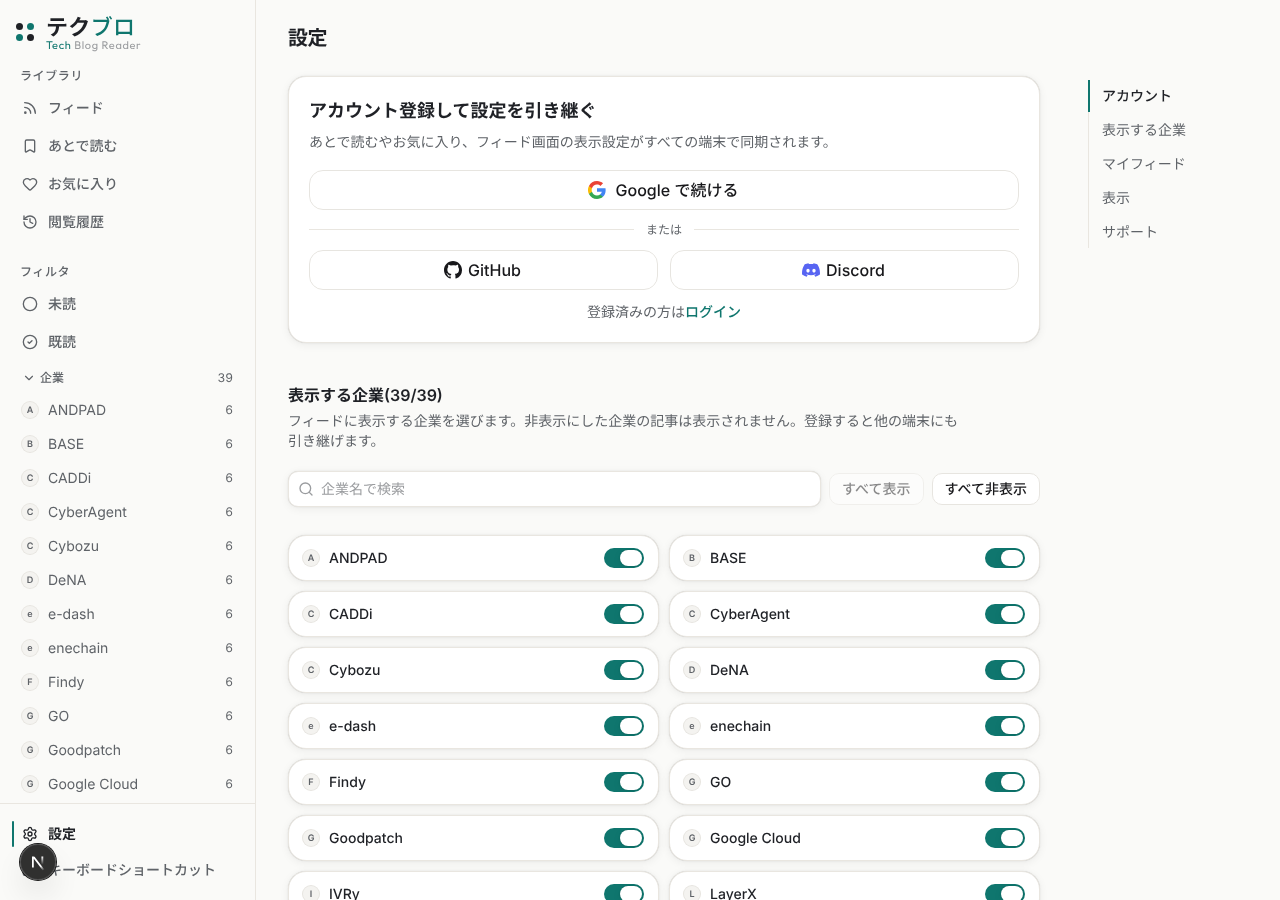 テクブロ
Tech Blog Reader
ライブラリ
フィード
あとで読む
お気に入り
閲覧履歴
フィルタ
未読
既読
企業 39
A ANDPAD 6
B BASE 6
C CADDi 6
C CyberAgent 6
C Cybozu 6
D DeNA 6
e e-dash 6
e enechain 6
F Findy 6
G GO 6
G Goodpatch 6
G Google Cloud 6
設定
N キーボードショートカット
設定
アカウント登録して設定を引き継ぐ
あとで読むやお気に入り、フィード画面の表示設定がすべての端末で同期されます。
Google で続ける
または
GitHub Discord
登録済みの方はログイン
表示する企業(39/39)
フィードに表示する企業を選びます。非表示にした企業の記事は表示されません。登録すると他の端末にも
引き継げます。
企業名で検索 すべて表示 すべて非表示
A ANDPAD B BASE
C CADDi C CyberAgent
C Cybozu D DeNA
e e-dash e enechain
F Findy G GO
G Goodpatch G Google Cloud
I IVRy L LayerX
アカウント
表示する企業
マイフィード
表示
サポート